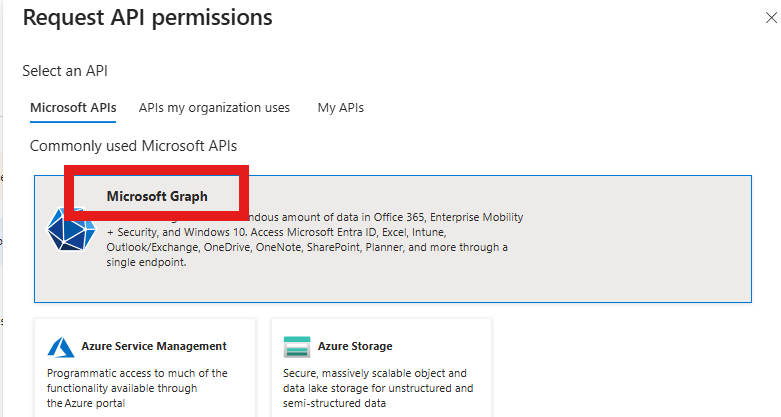 Request API permissions
Select an API
Microsoft APIs
APIs my organization uses
My APIs
Commonly used Microsoft APIs
Microsoft Graph
amount of data in Office 365, Enterprise Mobility
+ Security, and Windows 10. Access Microsoft Entra ID, Excel, Intune,
Outlook/Exchange, OneDrive, OneNote, SharePoint, Planner, and more through a
single endpoint.
Azure Service Management
Programmatic access to much of the
functionality available through
the Azure portal
Azure Storage
Secure, massively scalable object and
data lake storage for unstructured and
semi-structured data